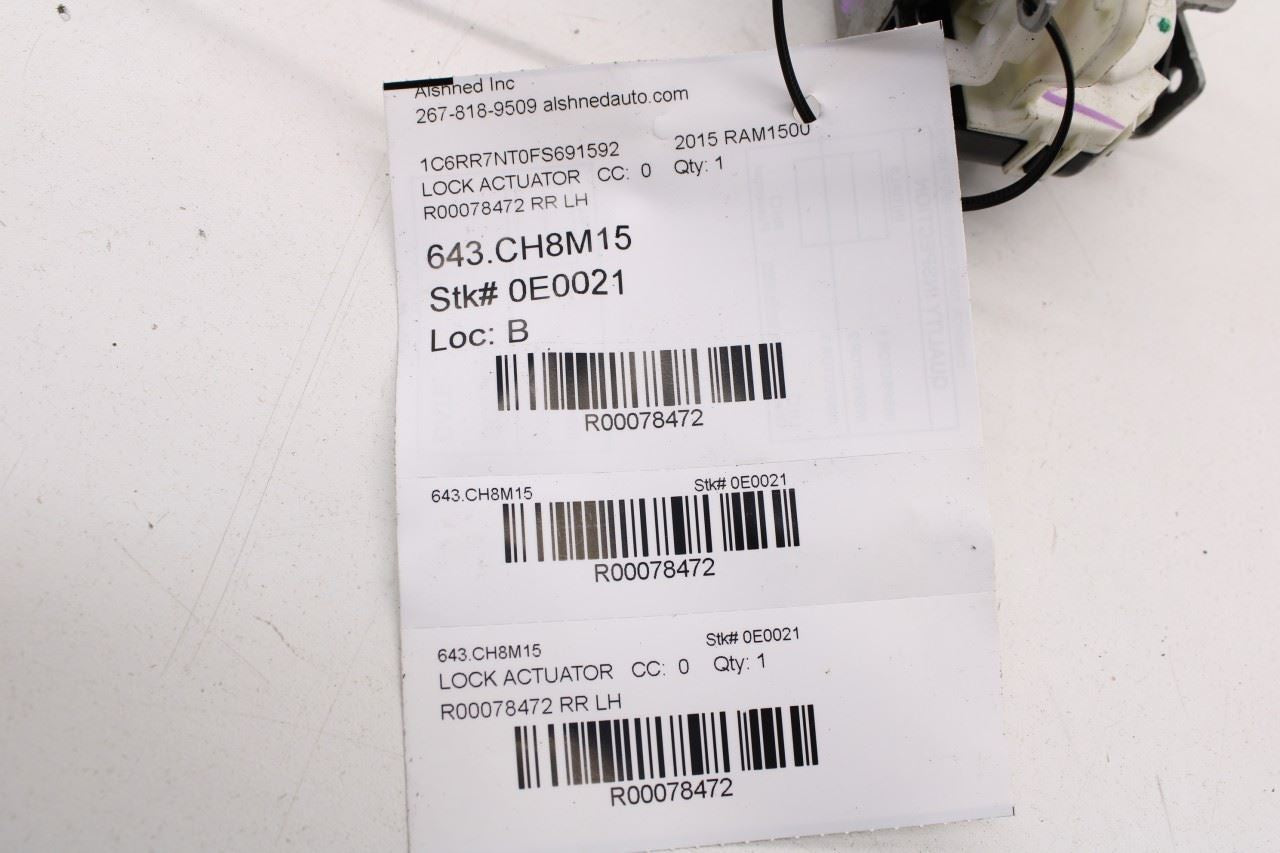 Alshned Inc
267-818-9509 alshnedauto.com
1C6RR7NT0FS691592 2015 RAM1500
LOCK ACTUATOR CC: 0 Qty: 1
R00078472 RR LH
643.CH8M15
Stk# 0E0021
Loc: B
R00078472
643.CH8M15 Stk# 0E0021
R00078472
643.CH8M15 Stk# 0E0021
LOCK ACTUATOR CC: 0 Qty: 1
R00078472 RR LH
R00078472
QUALITY INSPECTION